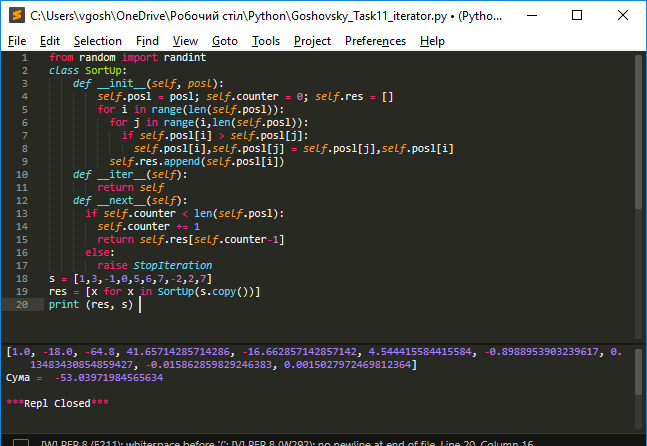 C:\Users\vgosh\OneDrive\Робочий стіл\Python\Goshovsky_Task11_iterator.py • (Pytho...
File Edit Selection Find View Goto Tools Project Preferences Help
1 from random import randint
2 class SortUp:
3 def __init__(self, posl):
4 self.posl = posl; self.counter = 0; self.res = []
5 for i in range(len(self.posl)):
6 for j in range(i,len(self.posl)):
7 if self.posl[i] > self.posl[j]:
8 self.posl[i],self.posl[j] = self.posl[j],self.posl[i]
9 self.res.append(self.posl[i])
10 def __iter__(self):
11 return self
12 def __next__(self):
13 if self.counter < len(self.posl):
14 self.counter += 1
15 return self.res[self.counter-1]
16 else:
17 raise StopIteration
18 s = [1,3,-1,0,5,6,7,-2,2,7]
19 res = [x for x in SortUp(s.copy())]
20 print (res, s)
[1.0, -18.0, -64.8, 41.65714285714286, -16.662857142857142, 4.544415584415584, -0.8988953903239617, 0.
13483430854859427, -0.015862859829246383, 0.0015027972469812364]
Сума = -53.03971984565634
***Repl Closed***
[W] PEP 8 (E211): whitespace before '('; [V] PEP 8 (W292): no newline at end of file, Line 20, Column 16